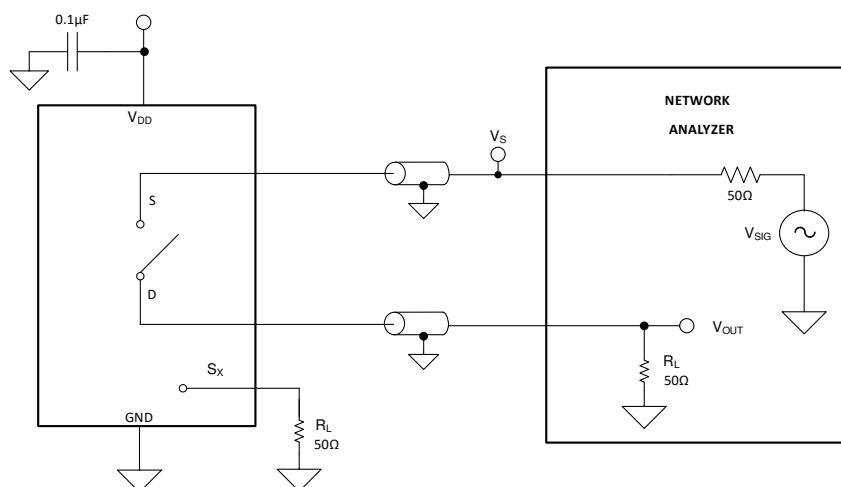 0.1µF
VDD
NETWORK
ANALYZER
VS
S
50Ω
VSIG
D
VOUT
SX
RL
50Ω
GND
RL
50Ω